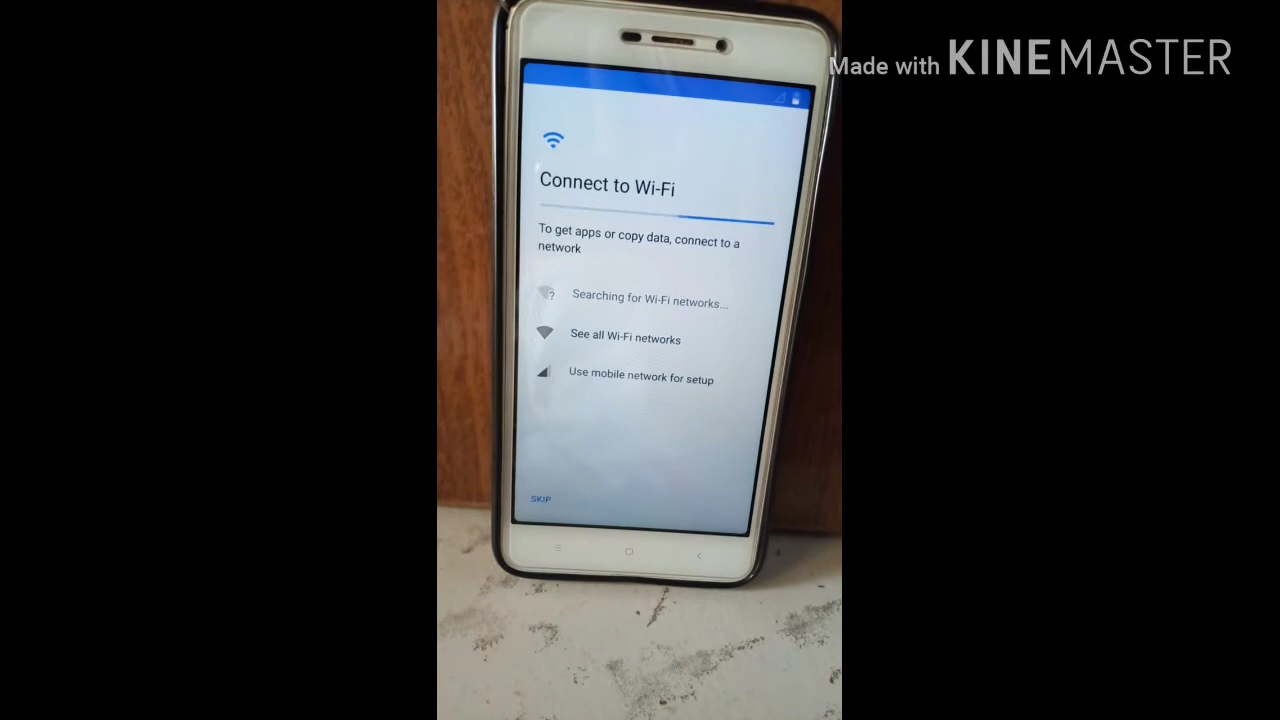 Made with KINEMASTER
Connect to Wi-Fi
To get apps or copy data, connect to a
network
Searching for Wi-Fi networks...
See all Wi-Fi networks
Use mobile network for setup
SKIP